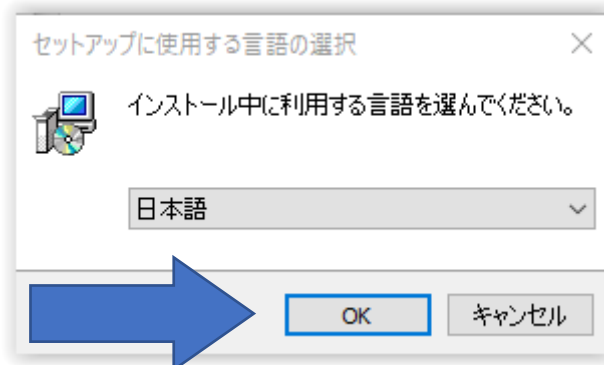 セットアップに使用する言語の選択
インストール中に利用する言語を選んでください。
日本語
OK キャンセル